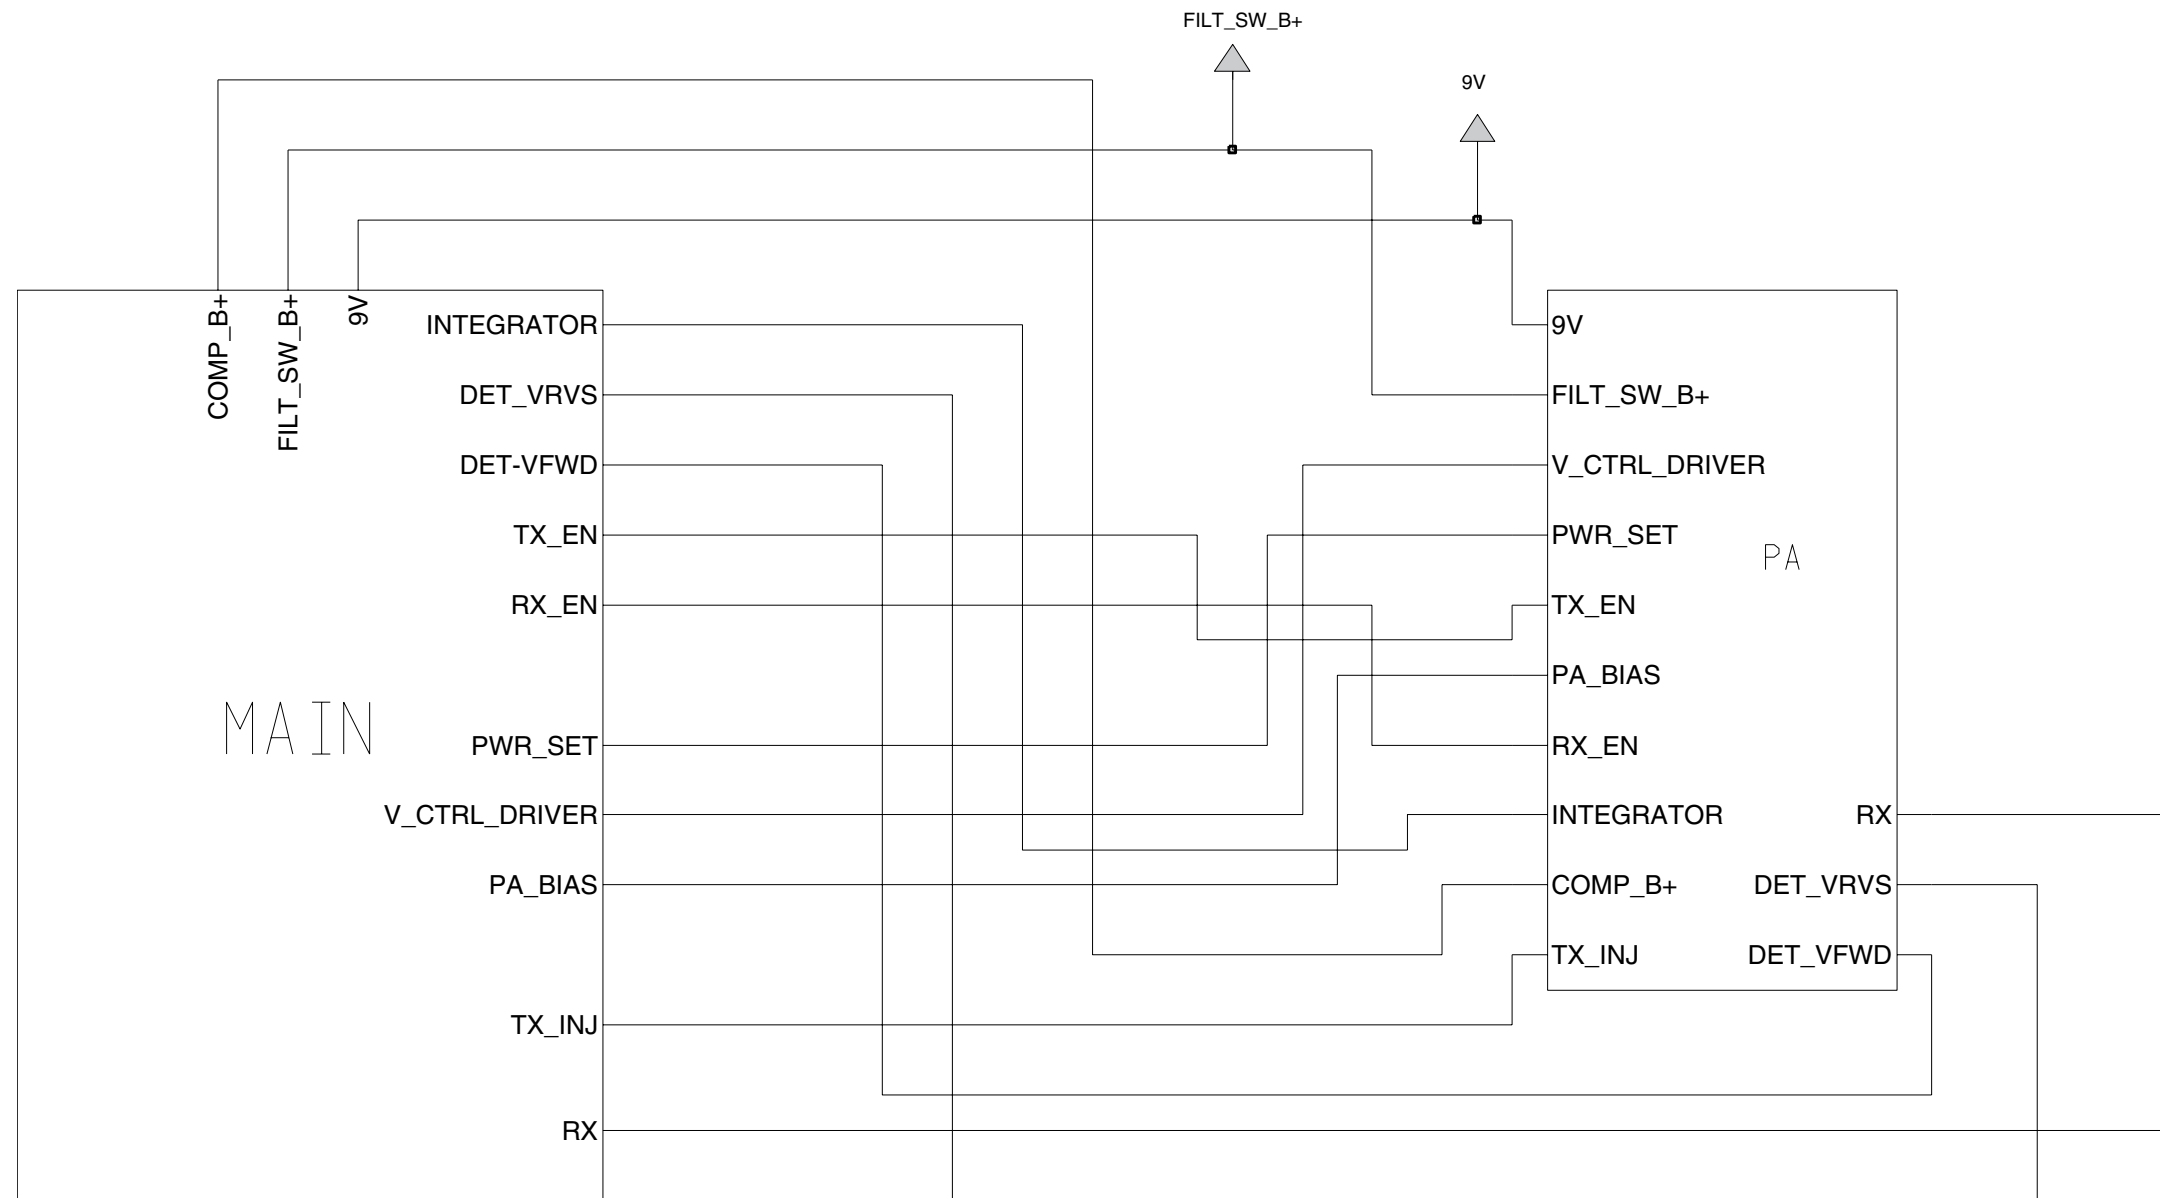 FILT_SW_B+
9V
COMP_B+
FILT_SW_B+
9V
INTEGRATOR
DET_VRVS
DET-VFWD
TX_EN
RX_EN
MAIN
PWR_SET
V_CTRL_DRIVER
PA_BIAS
TX_INJ
RX
9V
FILT_SW_B+
V_CTRL_DRIVER
PWR_SET
PA
TX_EN
PA_BIAS
RX_EN
INTEGRATOR
RX
COMP_B+
DET_VRVS
TX_INJ
DET_VFWD